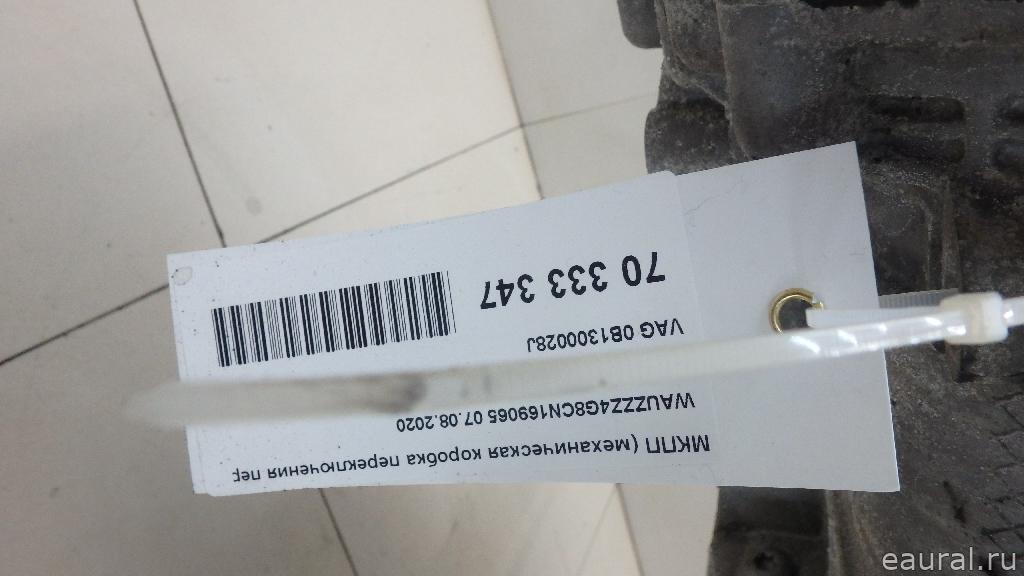 МКПП (механическая коробка переключения пер
WAUZZZ4G8CN169065 07.08.2020
VAG 0B1300028J
70 333 347
eaural.ru